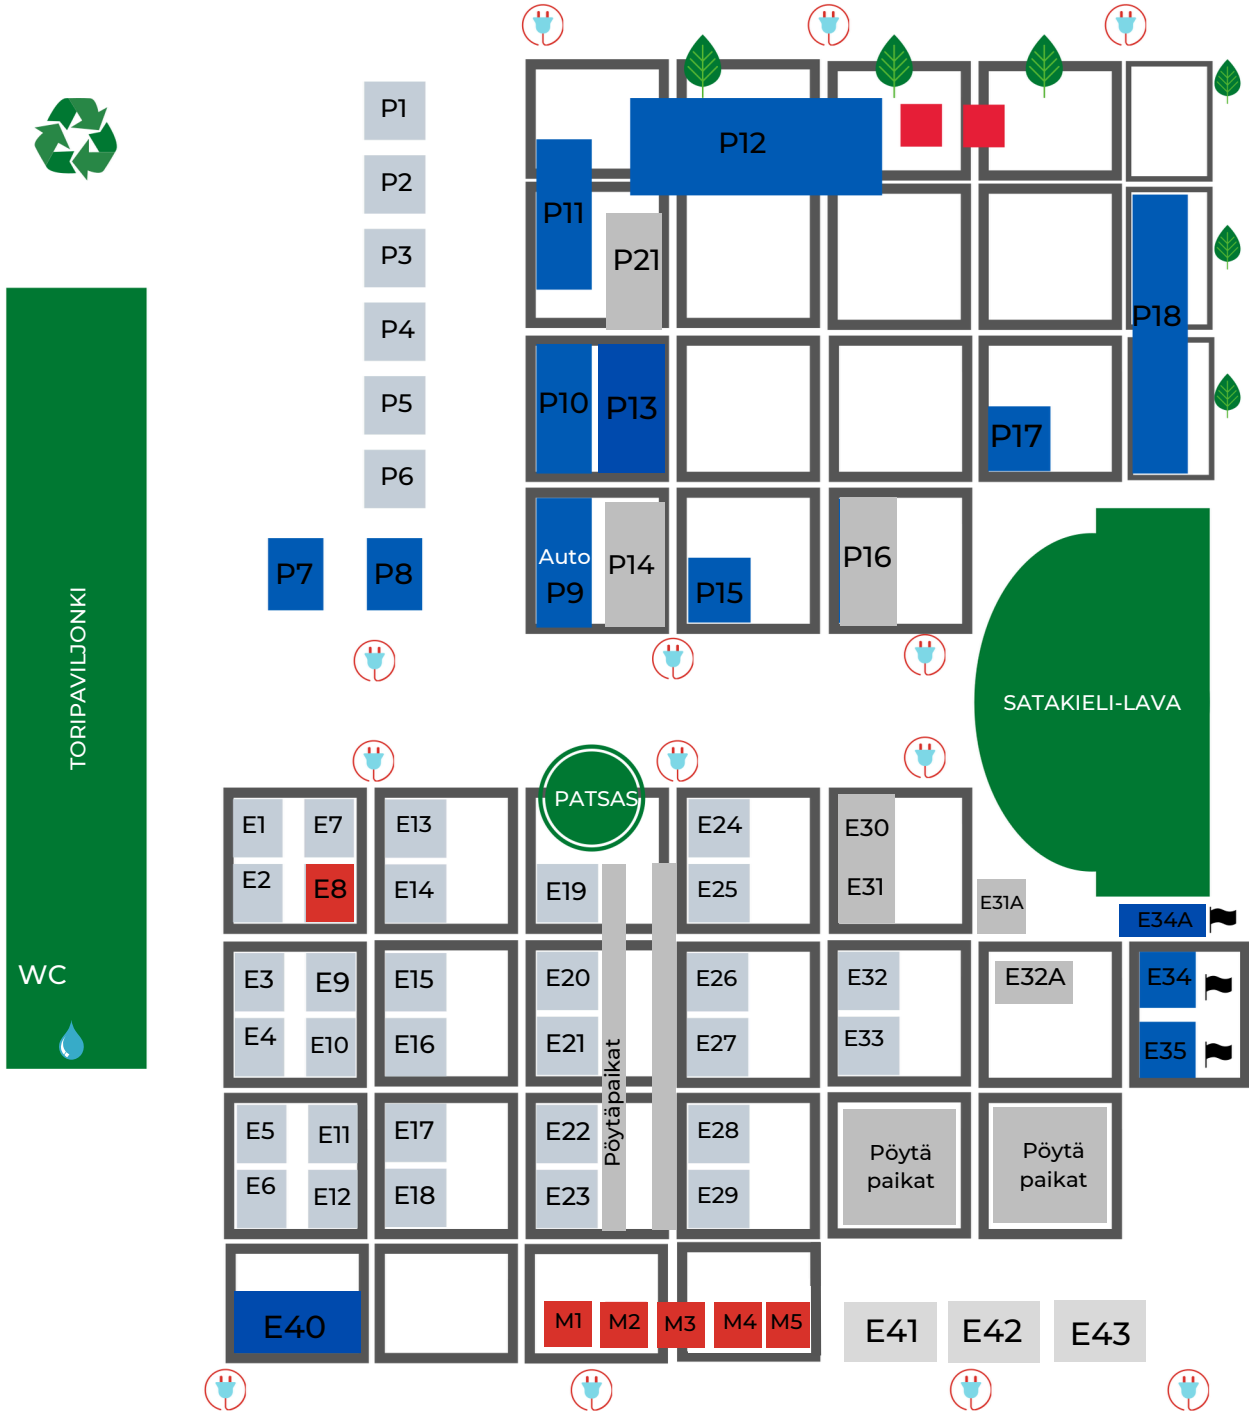 P1
P2
P3
P4
P5
P6
P7
P8
P12
P11
P21
P18
P10
P13
P17
Auto
P9
P14
P15
P16
TORIPAVILJONKI
WC
SATAKIELI-LAVA
PATSAS
E1
E7
E13
E24
E30
E2
E8
E14
E19
E25
E31
E31A
E34A
E3
E9
E15
E20
E26
E32
E32A
E34
E4
E10
E16
E21
E27
E33
E35
Pöytäpaikat
E5
E11
E17
E22
E28
Pöytä
paikat
Pöytä
paikat
E6
E12
E18
E23
E29
E40
M1
M2
M3
M4
M5
E41
E42
E43